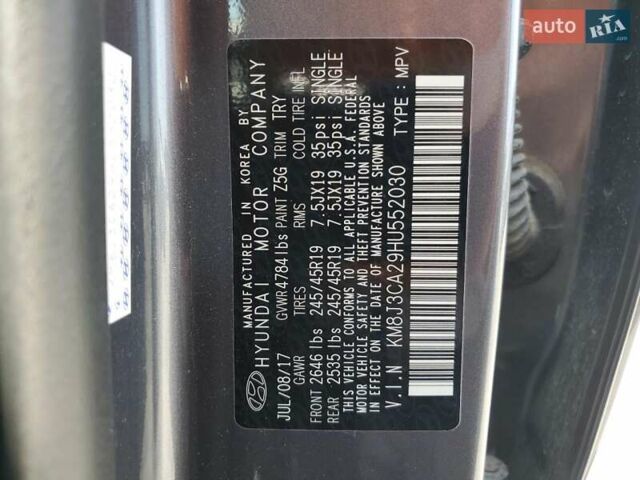 auto RIA.com
MANUFACTURED IN KOREA BY
HYUNDAI MOTOR COMPANY
JUL/08/17 GVWR 4784 lbs PAINT Z5G TRIM TRY
GAWR TIRES RIMS COLD TIRE INFL
FRONT 2646 lbs 245/45R19 7.5JX19 35psi SINGLE
REAR 2535 lbs 245/45R19 7.5JX19 35psi SINGLE
THIS VEHICLE CONFORMS TO ALL APPLICABLE U.S.A. FEDERAL
MOTOR VEHICLE SAFETY AND THEFT PREVENTION STANDARDS
IN EFFECT ON THE DATE OF MANUFACTURE SHOWN ABOVE.
V.I.N KM8J3CA29HU552030 TYPE : MPV